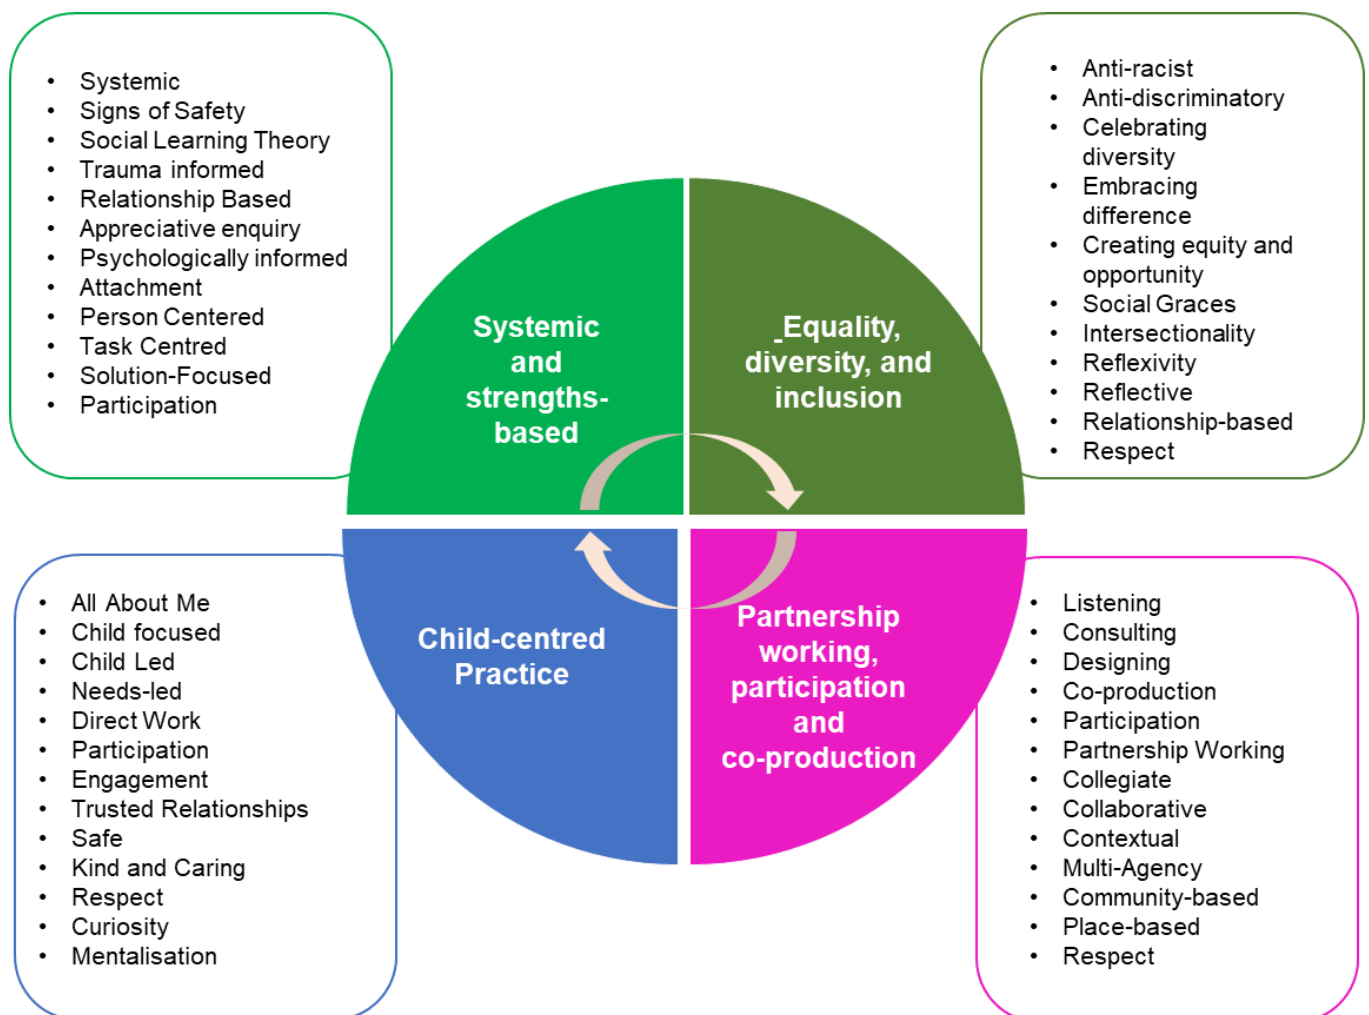 • Systemic
• Signs of Safety
• Social Learning Theory
• Trauma informed
• Relationship Based
• Appreciative enquiry
• Psychologically informed
• Attachment
• Person Centered
• Task Centred
• Solution-Focused
• Participation
• Anti-racist
• Anti-discriminatory
• Celebrating
diversity
• Embracing
difference
• Creating equity and
opportunity
• Social Graces
• Intersectionality
• Reflexivity
• Reflective
• Relationship-based
• Respect
Systemic
and
strengths-
based
_Equality,
diversity, and
inclusion
Child-centred
Practice
Partnership
working,
participation
and
co-production
• All About Me
• Child focused
• Child Led
• Needs-led
• Direct Work
• Participation
• Engagement
• Trusted Relationships
• Safe
• Kind and Caring
• Respect
• Curiosity
• Mentalisation
• Listening
• Consulting
• Designing
• Co-production
• Participation
• Partnership Working
• Collegiate
• Collaborative
• Contextual
• Multi-Agency
• Community-based
• Place-based
• Respect